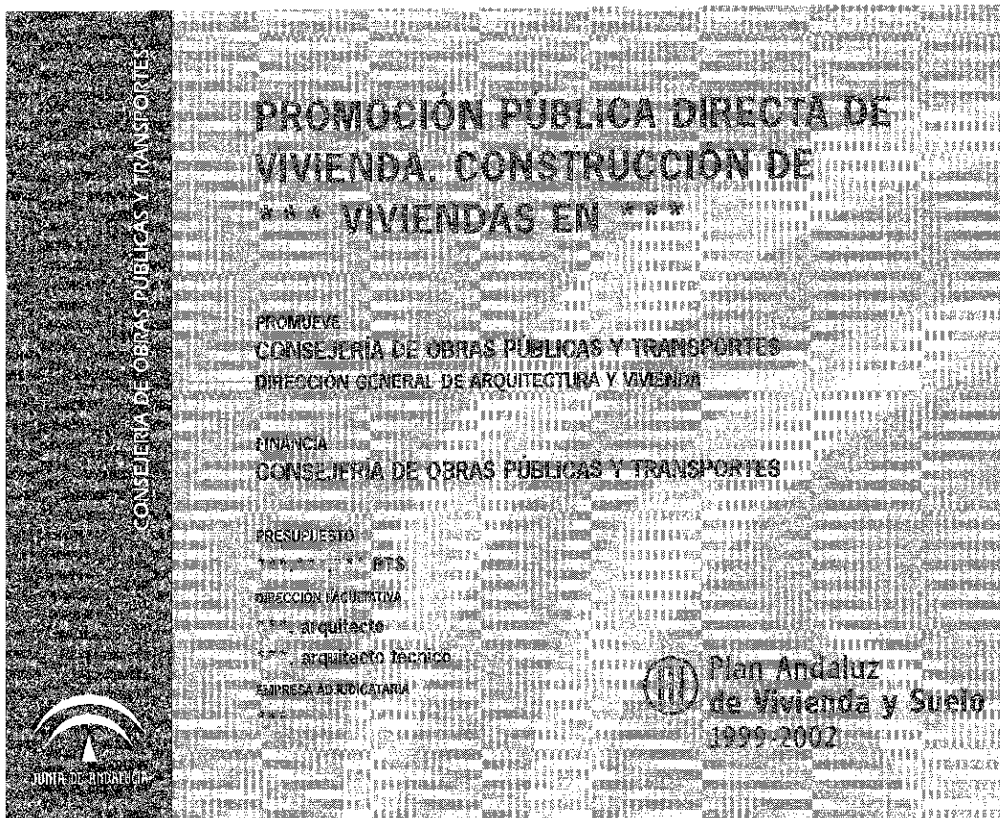 CONSEJERÍA DE OBRAS PÚBLICAS Y TRANSPORTES
JUNTA DE ANDALUCIA
PROMOCIÓN PÚBLICA DIRECTA DE
VIVIENDA. CONSTRUCCIÓN DE
*** VIVIENDAS EN ***
PROMUEVE
CONSEJERÍA DE OBRAS PÚBLICAS Y TRANSPORTES
DIRECCIÓN GENERAL DE ARQUITECTURA Y VIVIENDA
FINANCIA
CONSEJERÍA DE OBRAS PÚBLICAS Y TRANSPORTES
PRESUPUESTO
***.***.*** PTS.
DIRECCIÓN FACULTATIVA
***, arquitecto
***, arquitecto técnico
EMPRESA ADJUDICATARIA
***
Plan Andaluz
de Vivienda y Suelo
1999-2002